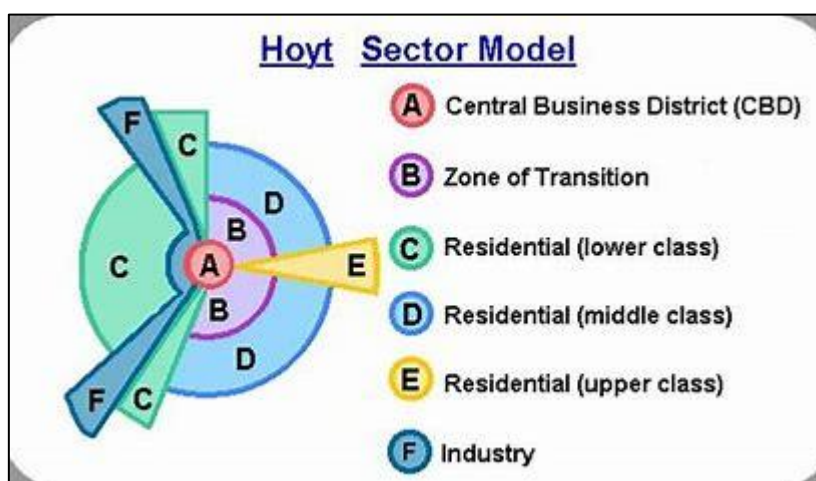 Hoyt Sector Model
A Central Business District (CBD)
B Zone of Transition
C Residential (lower class)
D Residential (middle class)
E Residential (upper class)
F Industry
F
C
D
B
C
A
E
B
D
F
C